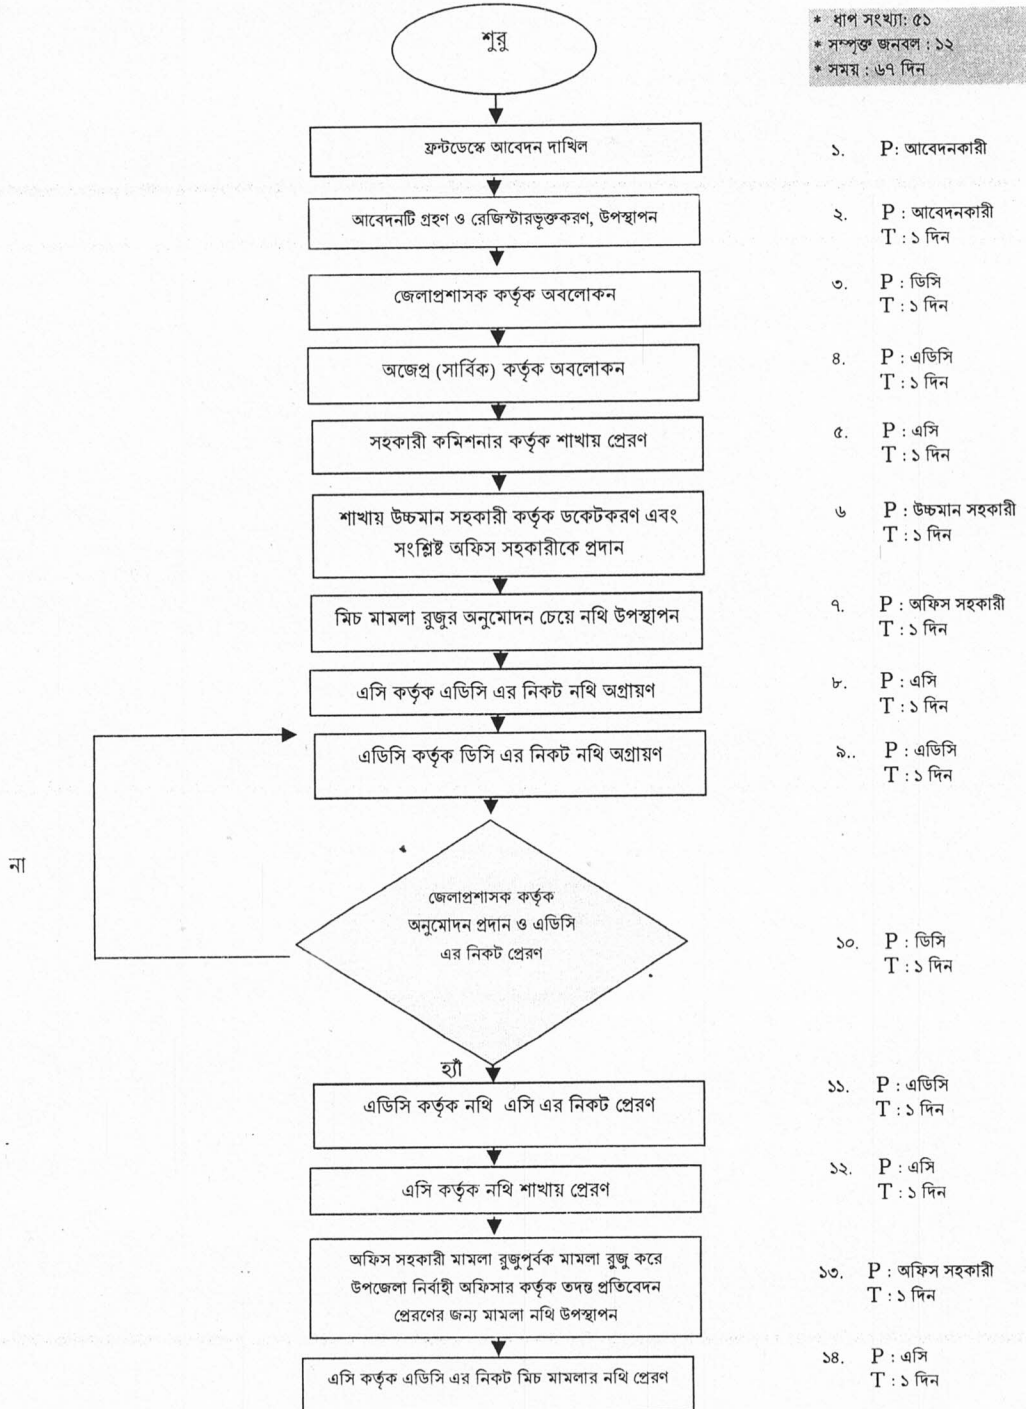 শুরু
* ধাপ সংখ্যা: ৫১
* সম্পৃক্ত জনবল : ১২
* সময় : ৬৭ দিন
ফ্রন্টডেস্কে আবেদন দাখিল
১. P: আবেদনকারী
আবেদনটি গ্রহণ ও রেজিস্টারভূক্তকরণ, উপস্থাপন
২. P : আবেদনকারী
T : ১ দিন
জেলাপ্রশাসক কর্তৃক অবলোকন
৩. P : ডিসি
T : ১ দিন
অজেপ্র (সার্বিক) কর্তৃক অবলোকন
৪. P : এডিসি
T : ১ দিন
সহকারী কমিশনার কর্তৃক শাখায় প্রেরণ
৫. P : এসি
T : ১ দিন
শাখায় উচ্চমান সহকারী কর্তৃক ডকেটকরণ এবং
সংশ্লিষ্ট অফিস সহকারীকে প্রদান
৬ P : উচ্চমান সহকারী
T : ১ দিন
মিচ মামলা রুজুর অনুমোদন চেয়ে নথি উপস্থাপন
৭. P : অফিস সহকারী
T : ১ দিন
এসি কর্তৃক এডিসি এর নিকট নথি অগ্রায়ণ
৮. P : এসি
T : ১ দিন
এডিসি কর্তৃক ডিসি এর নিকট নথি অগ্রায়ণ
৯.. P : এডিসি
T : ১ দিন
না
জেলাপ্রশাসক কর্তৃক
অনুমোদন প্রদান ও এডিসি
এর নিকট প্রেরণ
১০. P : ডিসি
T : ১ দিন
হ্যাঁ
এডিসি কর্তৃক নথি এসি এর নিকট প্রেরণ
১১. P : এডিসি
T : ১ দিন
এসি কর্তৃক নথি শাখায় প্রেরণ
১২. P : এসি
T : ১ দিন
অফিস সহকারী মামলা রুজুপূর্বক মামলা রুজু করে
উপজেলা নির্বাহী অফিসার কর্তৃক তদন্ত প্রতিবেদন
প্রেরণের জন্য মামলা নথি উপস্থাপন
১৩. P : অফিস সহকারী
T : ১ দিন
এসি কর্তৃক এডিসি এর নিকট মিচ মামলার নথি প্রেরণ
১৪. P : এসি
T : ১ দিন